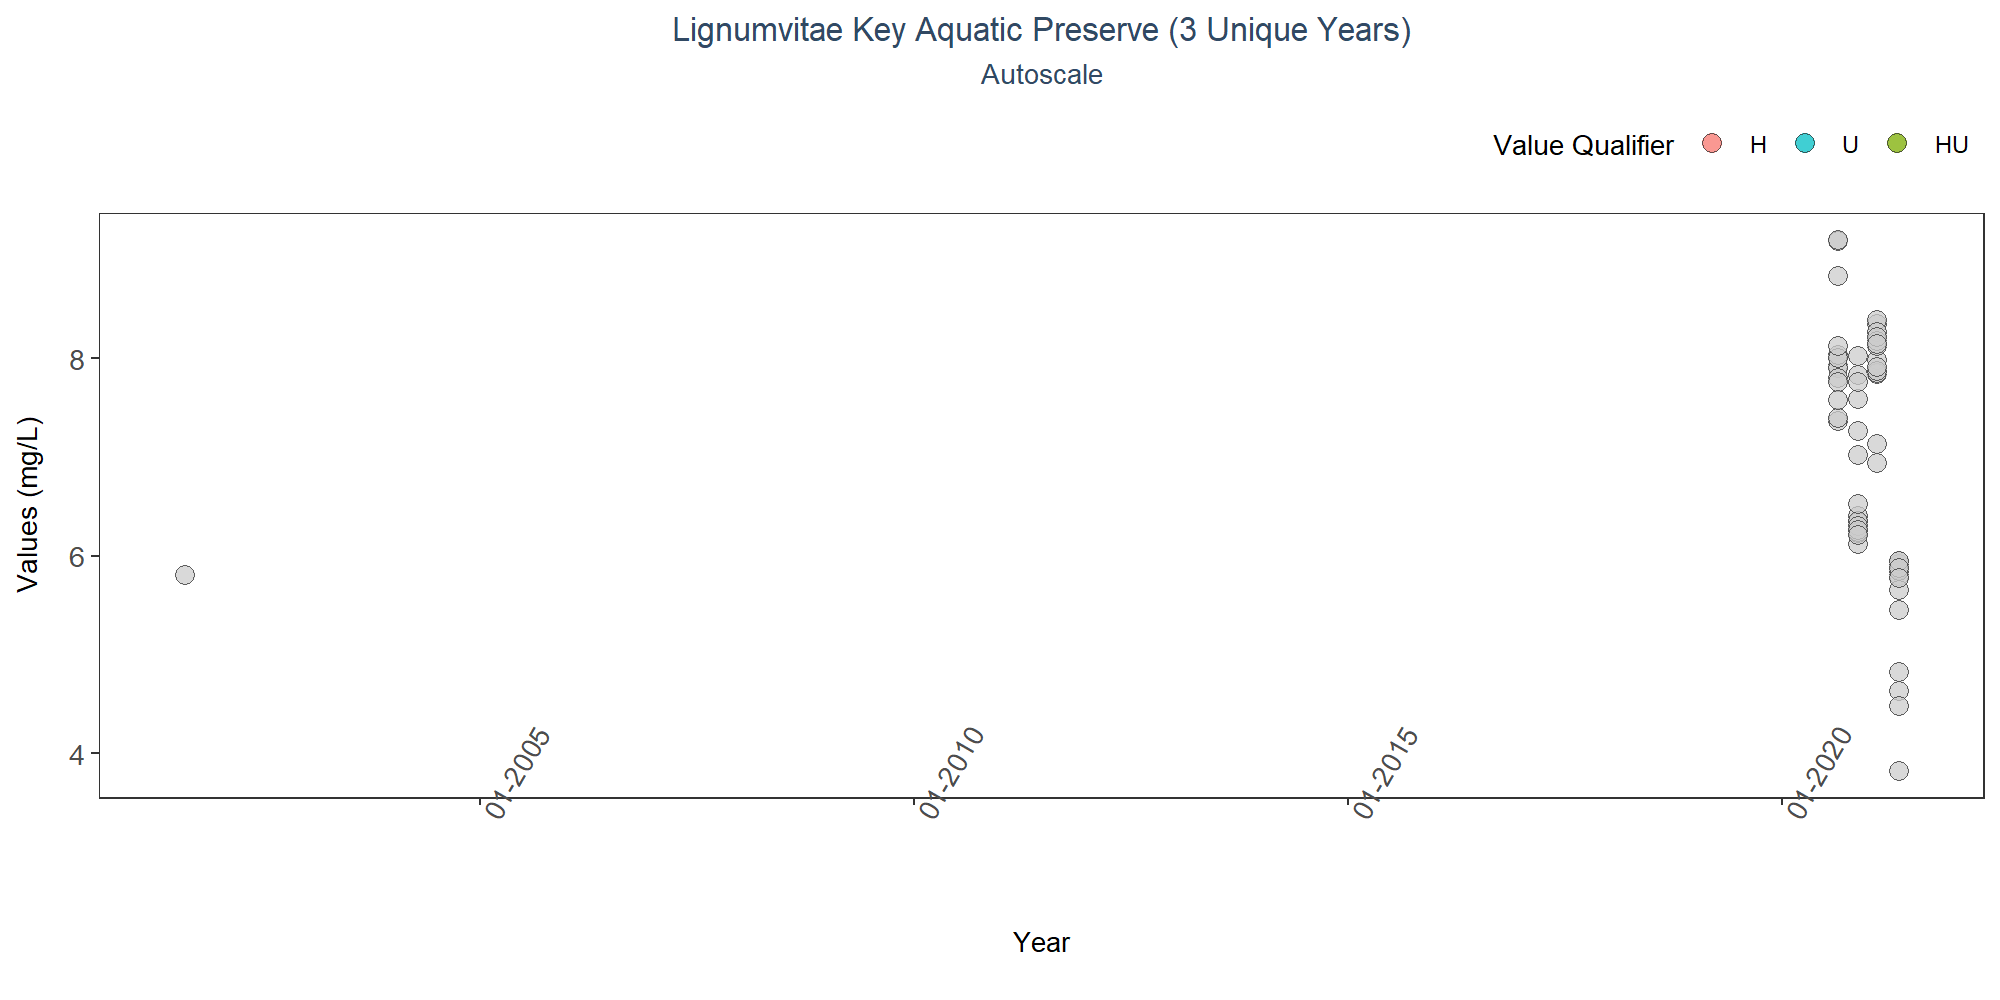 Lignumvitae Key Aquatic Preserve (3 Unique Years)
Autoscale
Value Qualifier H U HU
Values (mg/L)
8
6
4
01-2005 01-2010 01-2015 01-2020
Year